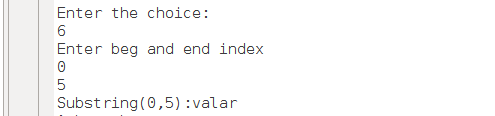 Enter the choice:
6
Enter beg and end index
0
5
Substring(0,5):valar